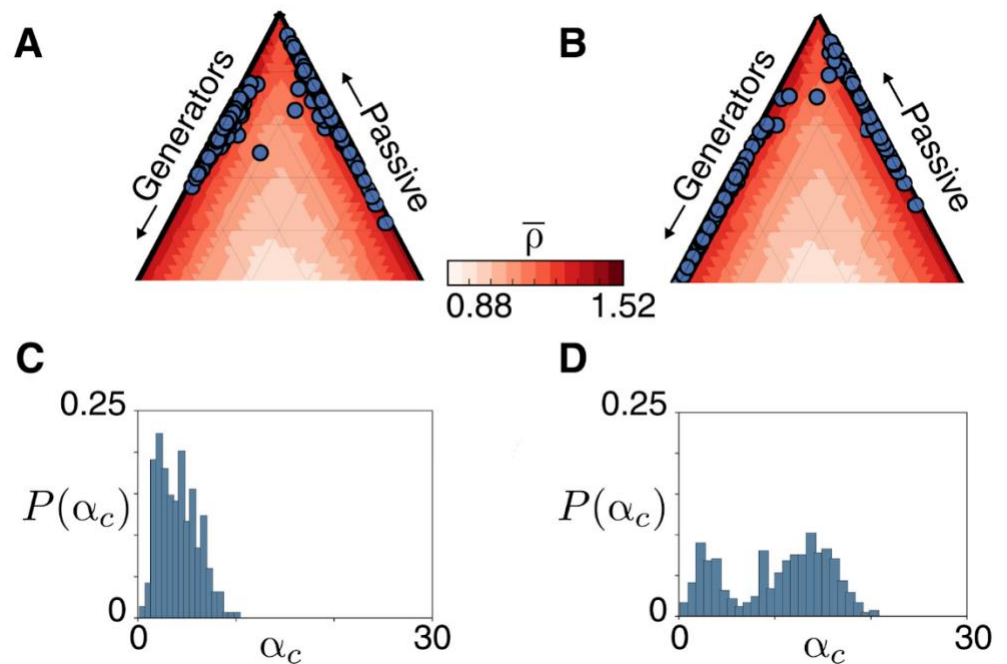 A
Generators
Passive
B
Generators
Passive
ρ̅
0.88
1.52
C
0.25
P(α_c)
0
0
α_c
30
D
0.25
P(α_c)
0
0
α_c
30